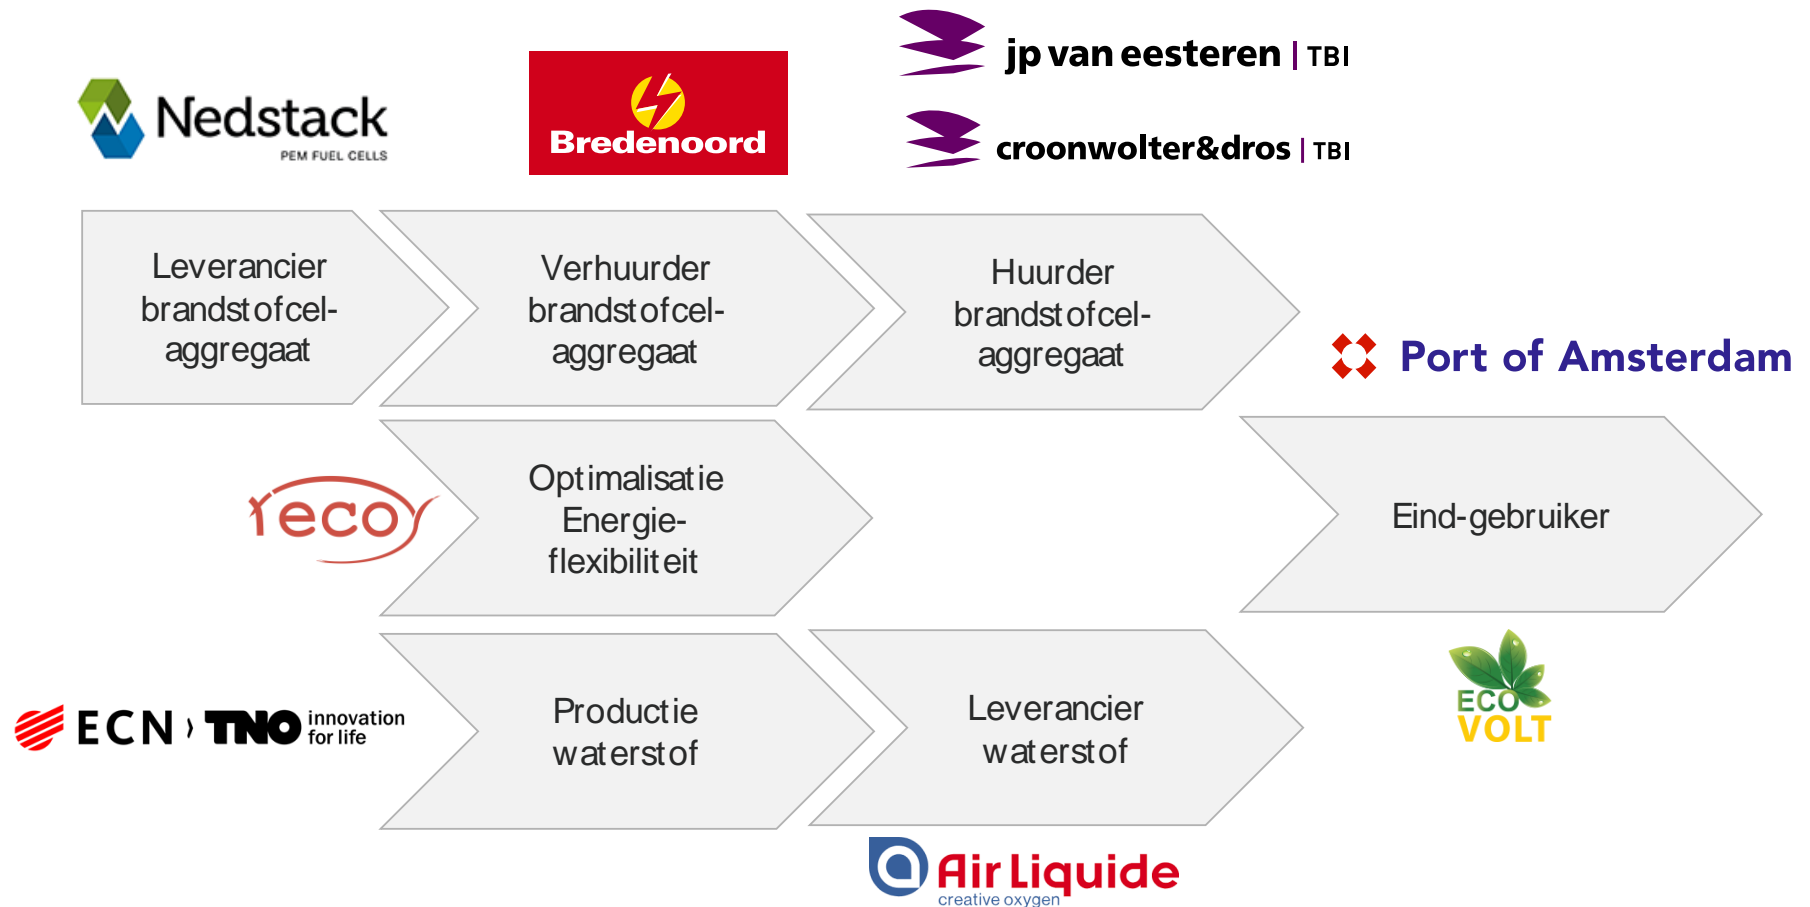 Nedstack
PEM FUEL CELLS
Bredenoord
jp van eesteren | TBI
croonwolter&dros | TBI
Leverancier
brandstofcel-
aggregaat
Verhuurder
brandstofcel-
aggregaat
Huurder
brandstofcel-
aggregaat
Port of Amsterdam
recoy
Optimalisatie
Energie-
flexibiliteit
Eind-gebruiker
ECN > TNO innovation
for life
Productie
waterstof
Leverancier
waterstof
ECO
VOLT
Air Liquide
creative oxygen